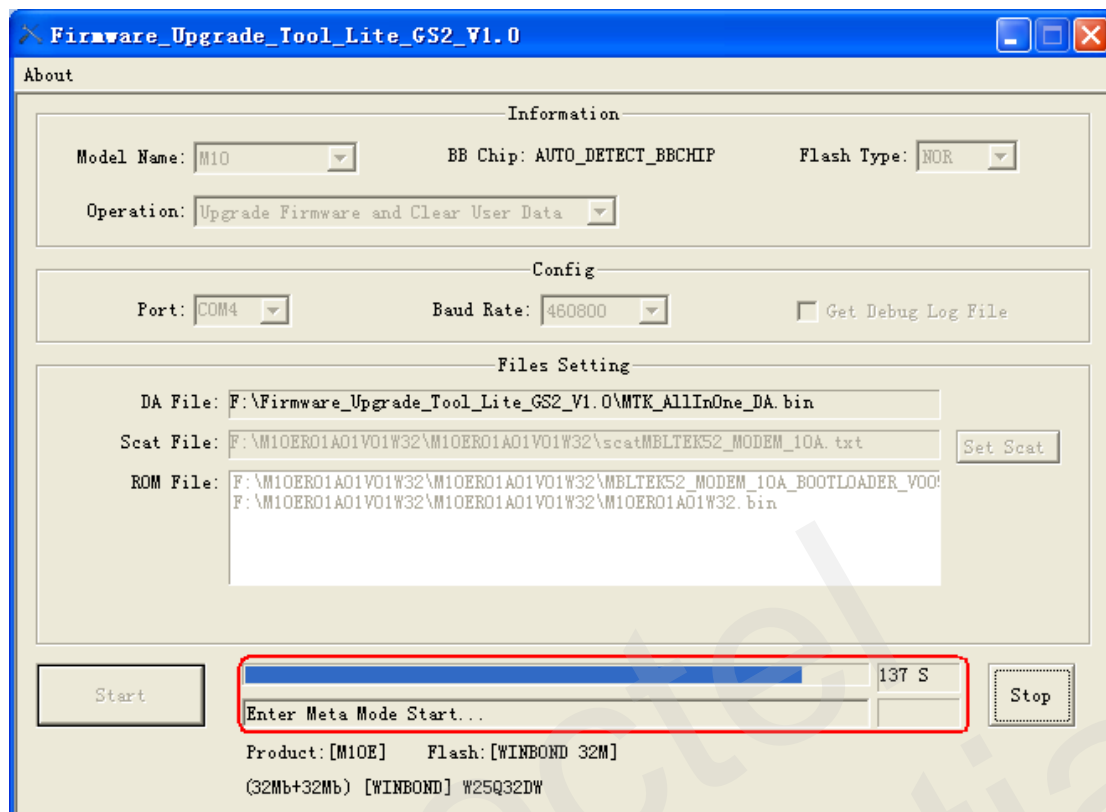 Firmware_Upgrade_Tool_Lite_GS2_V1.0
About
Information
Model Name: M10 BB Chip: AUTO_DETECT_BBCHIP Flash Type: NOR
Operation: Upgrade Firmware and Clear User Data
Config
Port: COM4 Baud Rate: 460800 Get Debug Log File
Files Setting
DA File: F:\Firmware_Upgrade_Tool_Lite_GS2_V1.0\MTK_AllInOne_DA.bin
Scat File: F:\M10ER01A01V01W32\M10ER01A01V01W32\scatMBLTEK52_MODEM_10A.txt Set Scat
ROM File: F:\M10ER01A01V01W32\M10ER01A01V01W32\MBLTEK52_MODEM_10A_BOOTLOADER_V005
F:\M10ER01A01V01W32\M10ER01A01V01W32\M10ER01A01W32.bin
137 S
Start Enter Meta Mode Start... Stop
Product:[M10E] Flash:[WINBOND 32M]
(32Mb+32Mb) [WINBOND] W25Q32DW